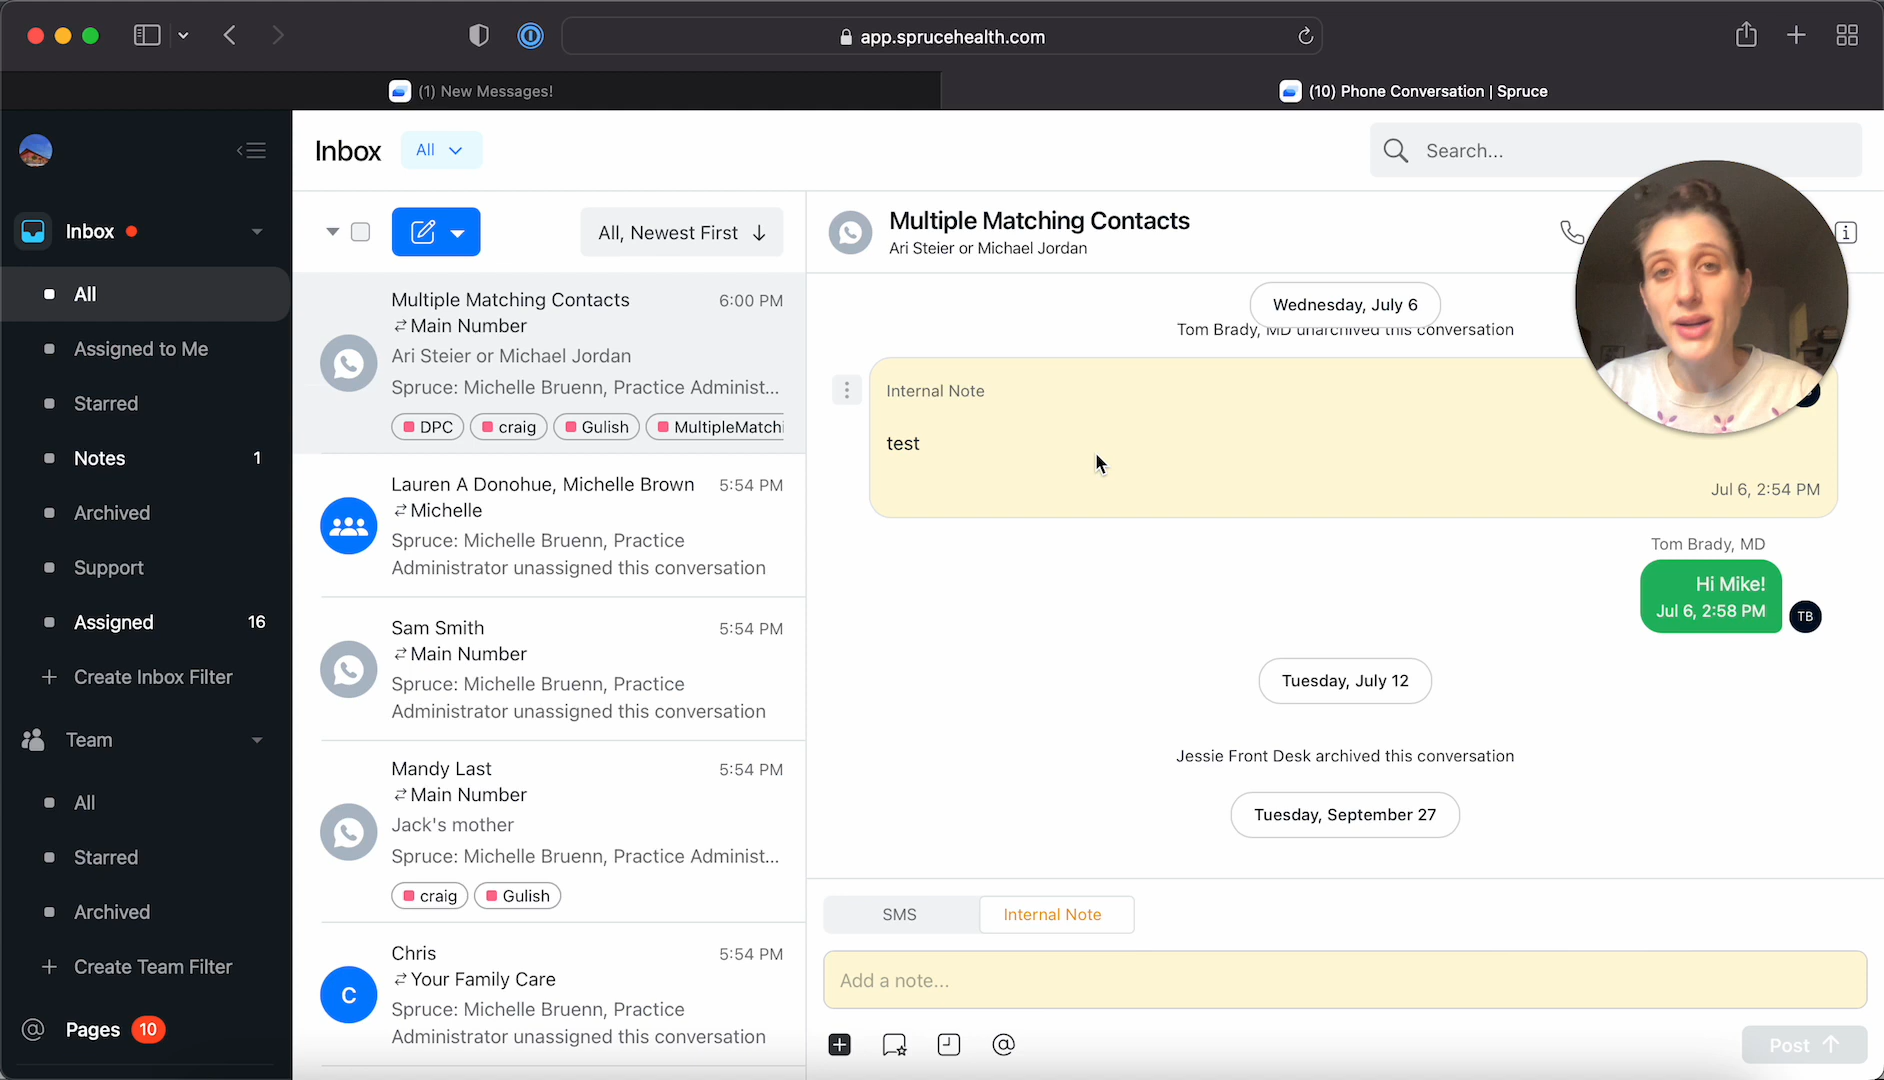 app.sprucehealth.com
(1) New Messages!
(10) Phone Conversation | Spruce
Inbox
All
Assigned to Me
Starred
Notes 1
Archived
Support
Assigned 16
Create Inbox Filter
Team
All
Starred
Archived
Create Team Filter
Pages 10
Inbox All
Search...
All, Newest First
Multiple Matching Contacts 6:00 PM
Main Number
Ari Steier or Michael Jordan
Spruce: Michelle Bruenn, Practice Administ...
DPC craig Gulish MultipleMatchi
Lauren A Donohue, Michelle Brown 5:54 PM
Michelle
Spruce: Michelle Bruenn, Practice
Administrator unassigned this conversation
Sam Smith 5:54 PM
Main Number
Spruce: Michelle Bruenn, Practice
Administrator unassigned this conversation
Mandy Last 5:54 PM
Main Number
Jack's mother
Spruce: Michelle Bruenn, Practice Administ...
craig Gulish
C
Chris 5:54 PM
Your Family Care
Spruce: Michelle Bruenn, Practice
Administrator unassigned this conversation
Multiple Matching Contacts
Ari Steier or Michael Jordan
Wednesday, July 6
Tom Brady, MD unarchived this conversation
Internal Note
test
Jul 6, 2:54 PM
Tom Brady, MD
Hi Mike!
Jul 6, 2:58 PM
TB
Tuesday, July 12
Jessie Front Desk archived this conversation
Tuesday, September 27
SMS Internal Note
Add a note...
Post